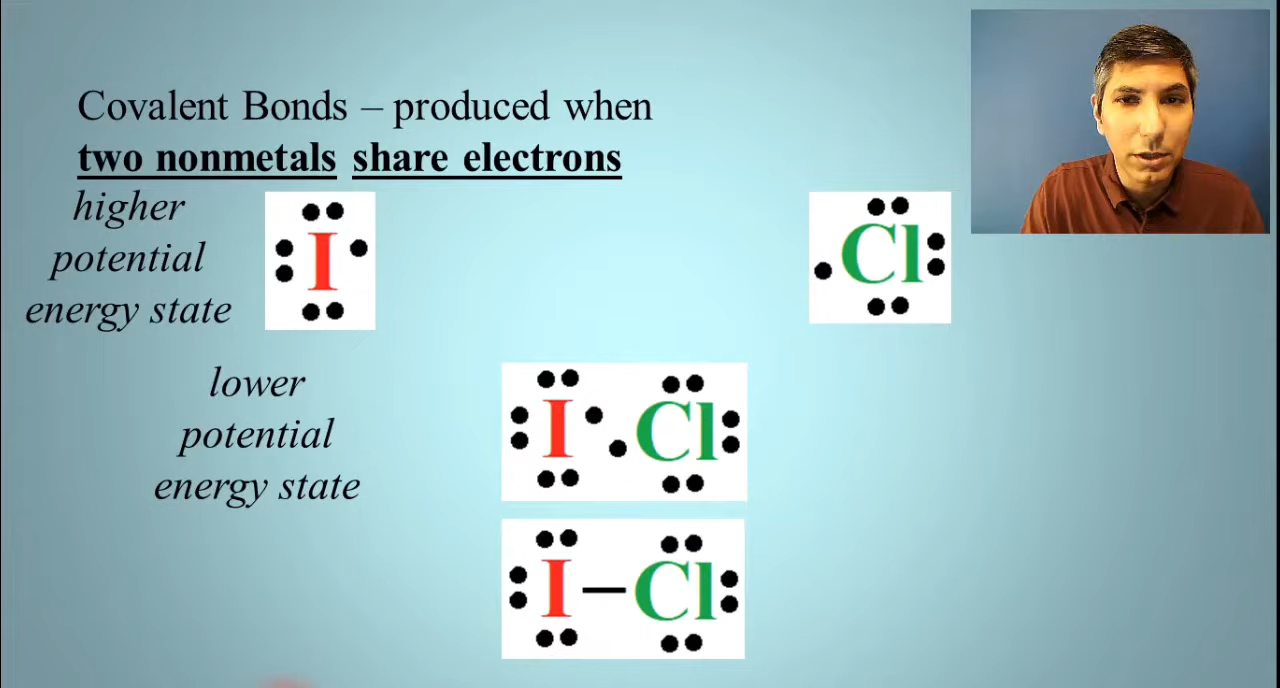 Covalent Bonds – produced when
two nonmetals share electrons
higher
potential
energy state
I
Cl
lower
potential
energy state
I Cl
I – Cl